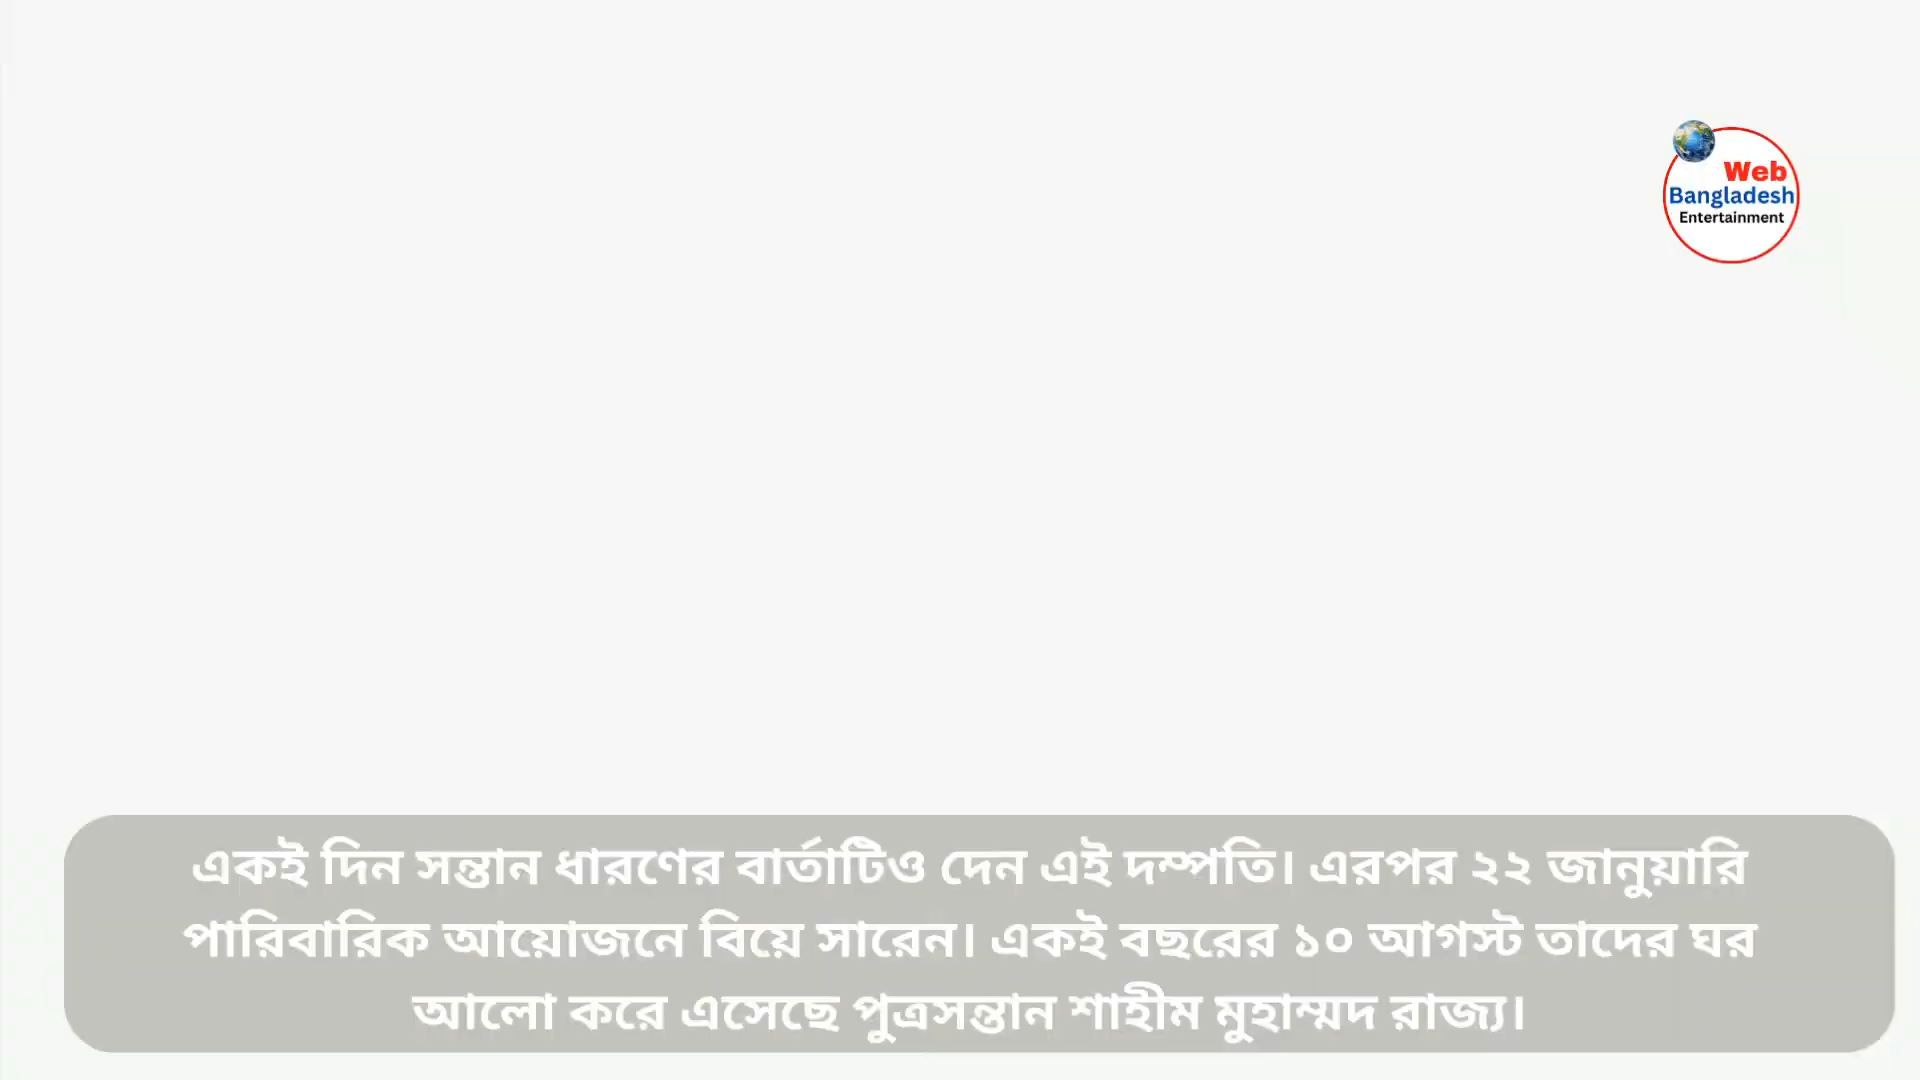 Web
Bangladesh
Entertainment
একই দিন সন্তান ধারণের বার্তাটিও দেন এই দম্পতি। এরপর ২২ জানুয়ারি
পারিবারিক আয়োজনে বিয়ে সারেন। একই বছরের ১০ আগস্ট তাদের ঘর
আলো করে এসেছে পুত্রসন্তান শাহীম মুহাম্মদ রাজ্য।